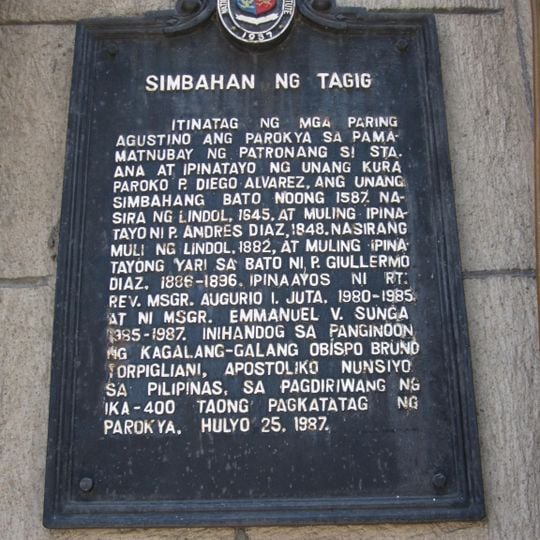 1987
SIMBAHAN NG TAGIG
ITINATAG NG MGA PARING
AGUSTINO ANG PAROKYA SA PAMA-
MATNUBAY NG PATRONANG SI STA.
ANA AT IPINATAYO NG UNANG KURA
PAROKO P. DIEGO ALVAREZ, ANG UNANG
SIMBAHANG BATO NOONG 1587. NA-
SIRA NG LINDOL, 1645, AT MULING IPINA-
TAYO NI P. ANDRES DIAZ, 1848. NASIRANG
MULI NG LINDOL, 1882, AT MULING IPINA-
TAYONG YARI SA BATO NI, P. GIULLERMO
DIAZ, 1886-1896. IPINAAYOS NI RT.
REV. MSGR. AUGURIO I. JUTA, 1980-1985.
AT NI MSGR. EMMANUEL V. SUNGA
1985-1987. INIHANDOG SA PANGINOON
NG KAGALANG-GALANG OBISPO BRUNO
TORPIGLIANI, APOSTOLIKO NUNSIYO
SA PILIPINAS, SA PAGDIRIWANG NG
IKA-400 TAONG PAGKATATAG NG
PAROKYA, HULYO 25, 1987.